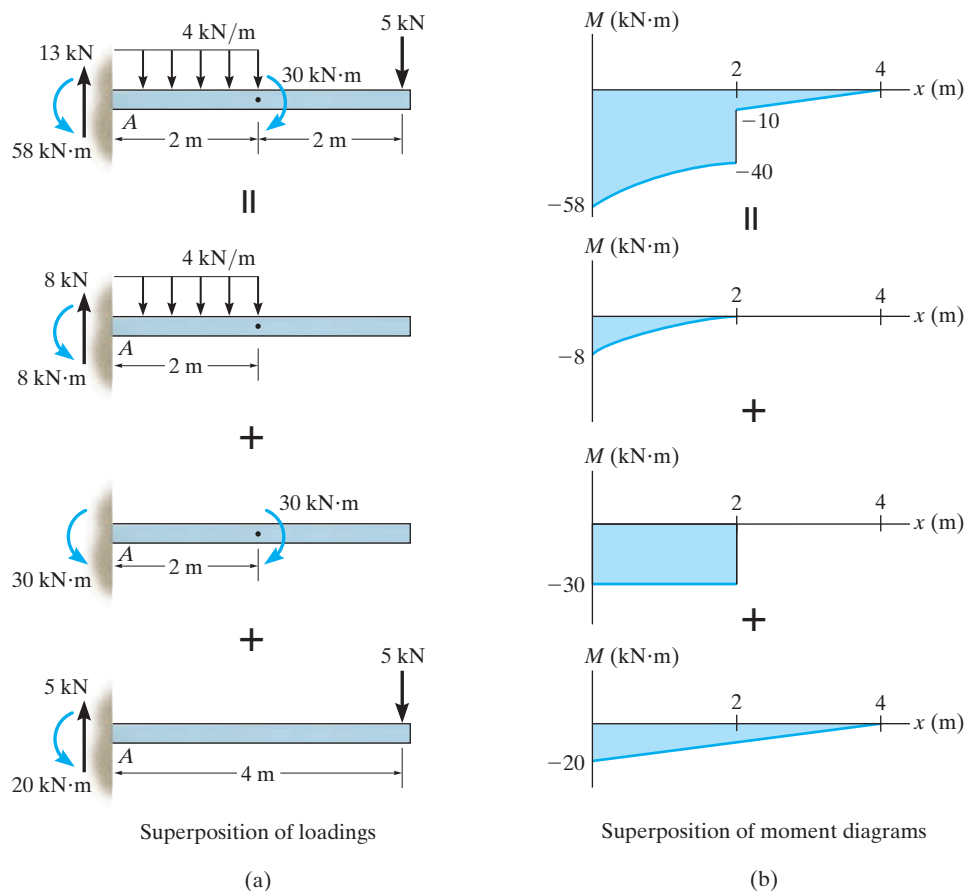 13 kN
4 kN/m
5 kN
30 kN·m
A
58 kN·m
2 m
2 m
=
8 kN
4 kN/m
A
8 kN·m
2 m
+
30 kN·m
A
30 kN·m
2 m
+
5 kN
5 kN
A
20 kN·m
4 m
Superposition of loadings
(a)
M (kN·m)
2
4
x (m)
−10
−40
−58
=
M (kN·m)
2
4
x (m)
−8
+
M (kN·m)
2
4
x (m)
−30
+
M (kN·m)
2
4
x (m)
−20
Superposition of moment diagrams
(b)